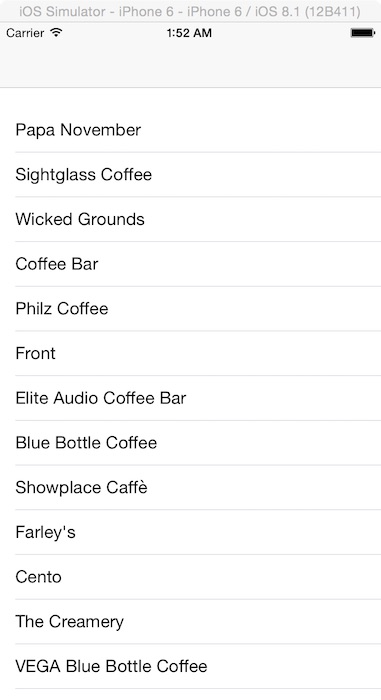 iOS Simulator - iPhone 6 - iPhone 6 / iOS 8.1 (12B411)
Carrier 1:52 AM
Papa November
Sightglass Coffee
Wicked Grounds
Coffee Bar
Philz Coffee
Front
Elite Audio Coffee Bar
Blue Bottle Coffee
Showplace Caffè
Farley's
Cento
The Creamery
VEGA Blue Bottle Coffee